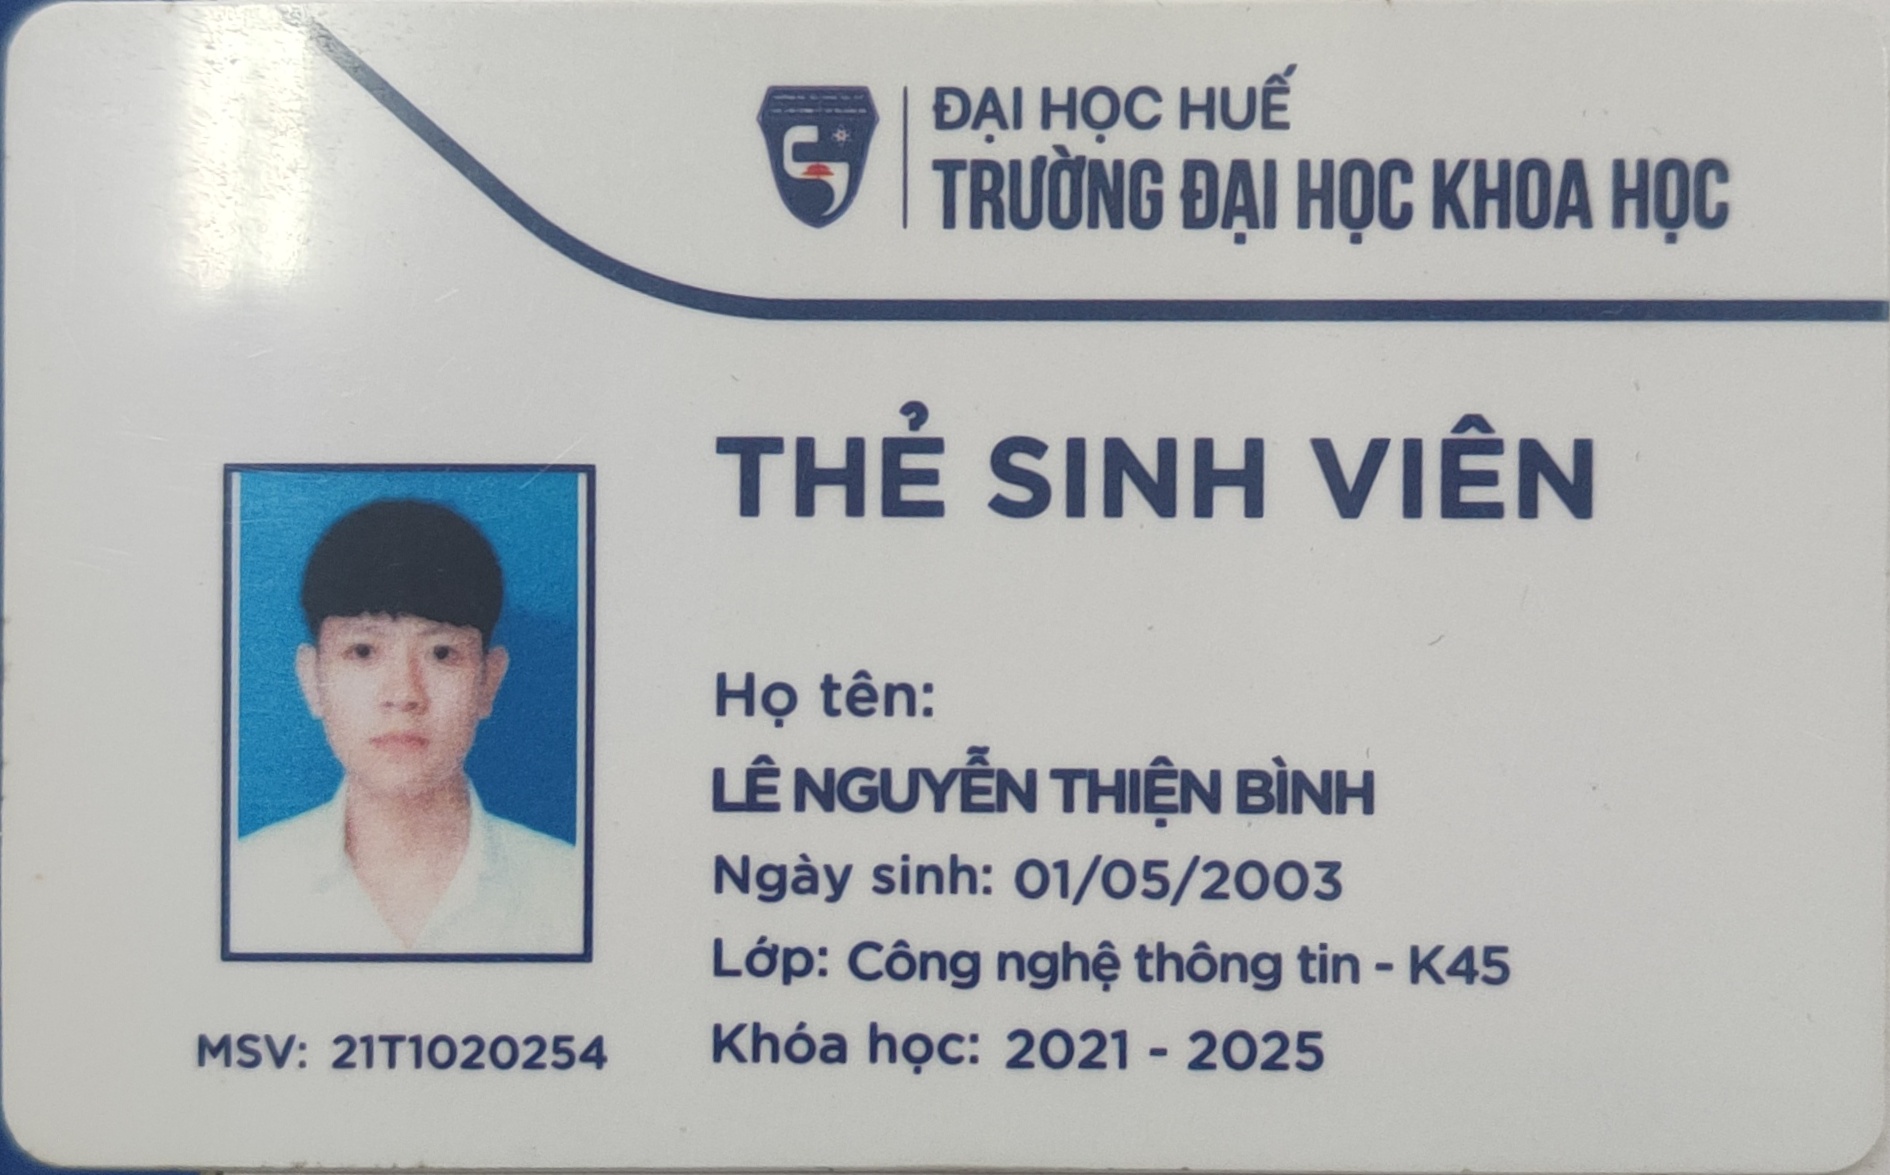 ĐẠI HỌC HUẾ
TRƯỜNG ĐẠI HỌC KHOA HỌC
THẺ SINH VIÊN
Họ tên:
LÊ NGUYỄN THIỆN BÌNH
Ngày sinh: 01/05/2003
Lớp: Công nghệ thông tin - K45
Khóa học: 2021 - 2025
MSV: 21T1020254